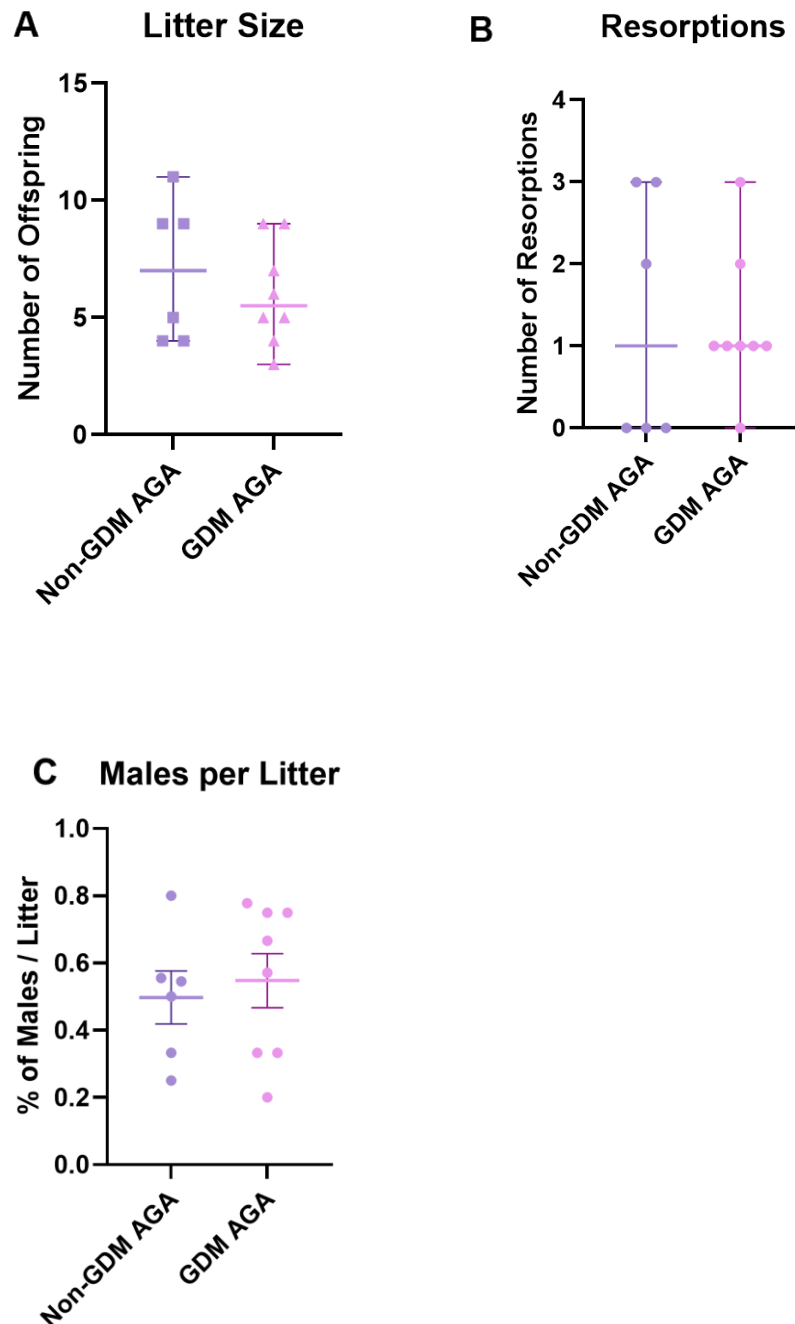 A
Litter Size
Number of Offspring
15
10
5
0
Non-GDM AGA
GDM AGA
B
Resorptions
Number of Resorptions
4
3
2
1
0
Non-GDM AGA
GDM AGA
C
Males per Litter
% of Males / Litter
1.0
0.8
0.6
0.4
0.2
0.0
Non-GDM AGA
GDM AGA